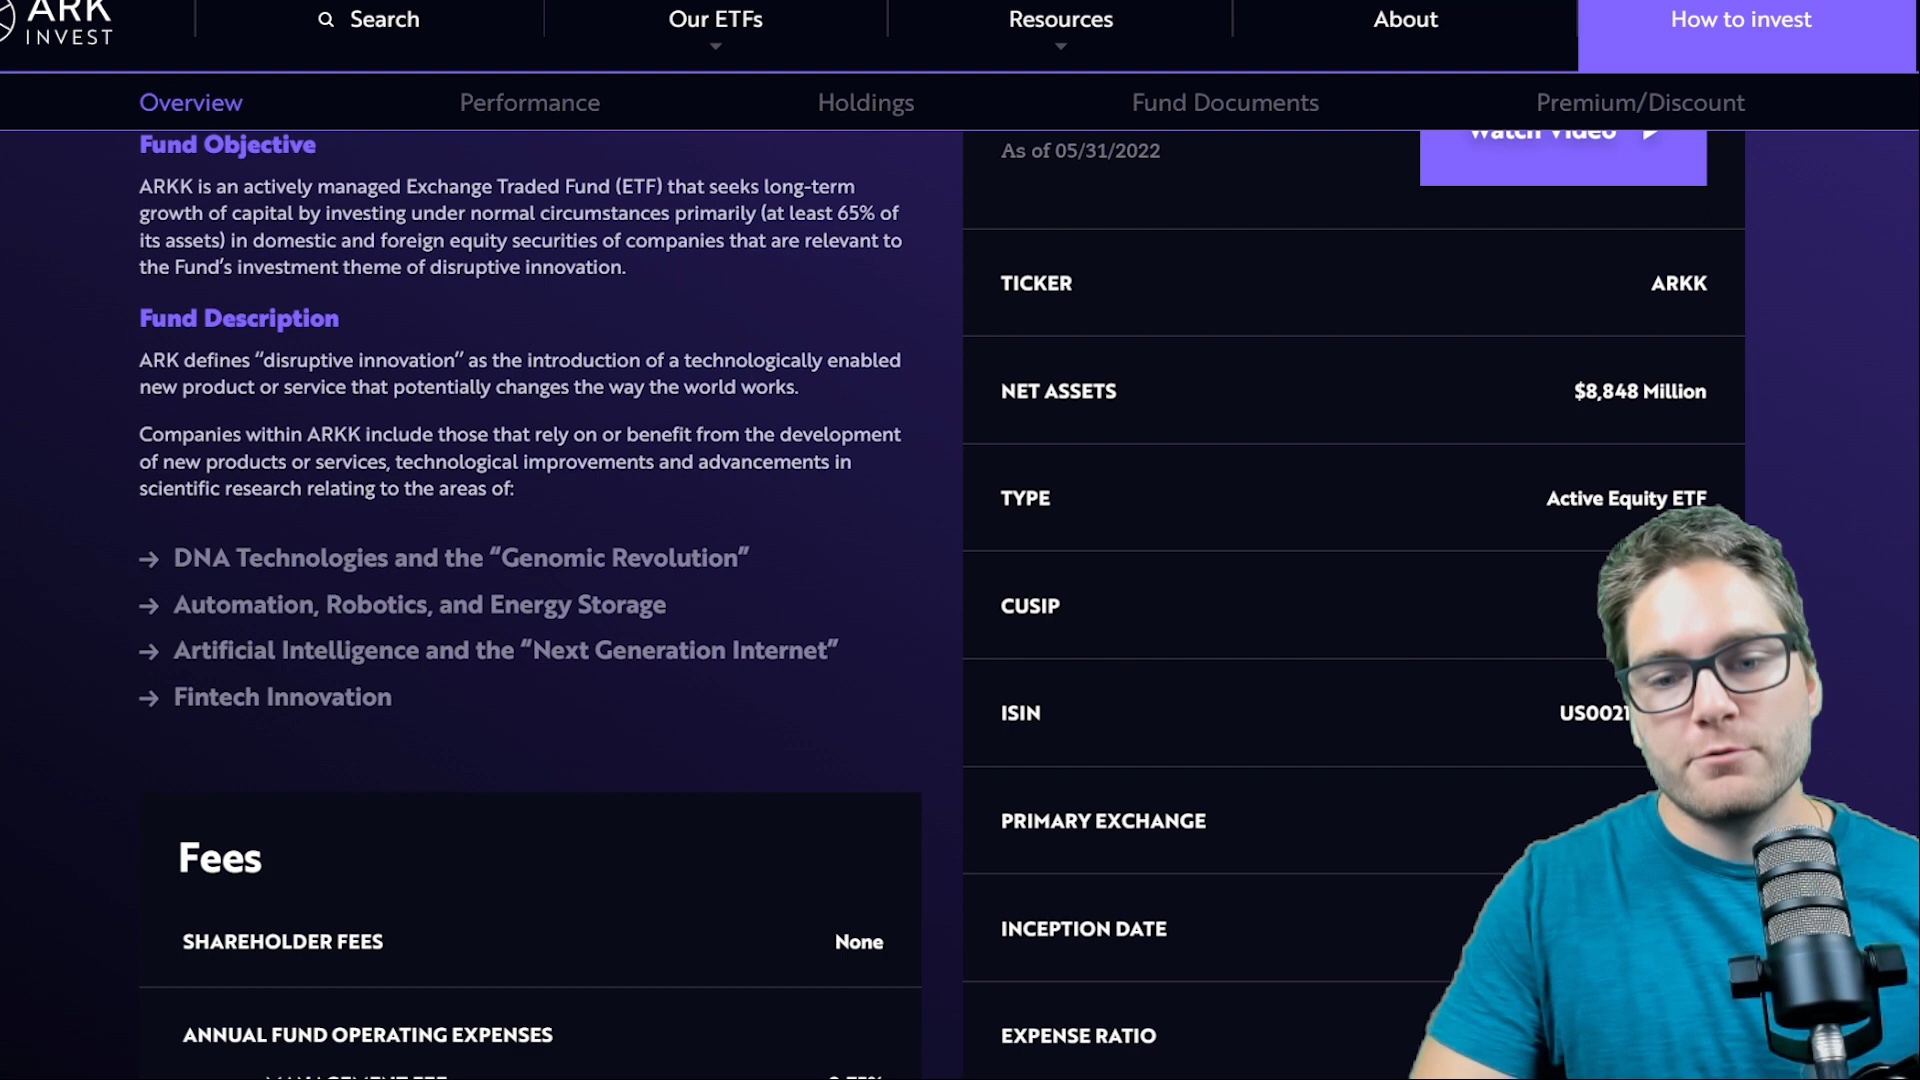 ARK
INVEST
Search
Our ETFs
Resources
About
How to invest
Overview
Performance
Holdings
Fund Documents
Premium/Discount
Fund Objective
ARKK is an actively managed Exchange Traded Fund (ETF) that seeks long-term
growth of capital by investing under normal circumstances primarily (at least 65% of
its assets) in domestic and foreign equity securities of companies that are relevant to
the Fund’s investment theme of disruptive innovation.
Fund Description
ARK defines “disruptive innovation” as the introduction of a technologically enabled
new product or service that potentially changes the way the world works.
Companies within ARKK include those that rely on or benefit from the development
of new products or services, technological improvements and advancements in
scientific research relating to the areas of:
→ DNA Technologies and the “Genomic Revolution”
→ Automation, Robotics, and Energy Storage
→ Artificial Intelligence and the “Next Generation Internet”
→ Fintech Innovation
Fees
SHAREHOLDER FEES None
ANNUAL FUND OPERATING EXPENSES
Watch Video
As of 05/31/2022
TICKER ARKK
NET ASSETS $8,848 Million
TYPE Active Equity ETF
CUSIP
ISIN US0021
PRIMARY EXCHANGE
INCEPTION DATE
EXPENSE RATIO